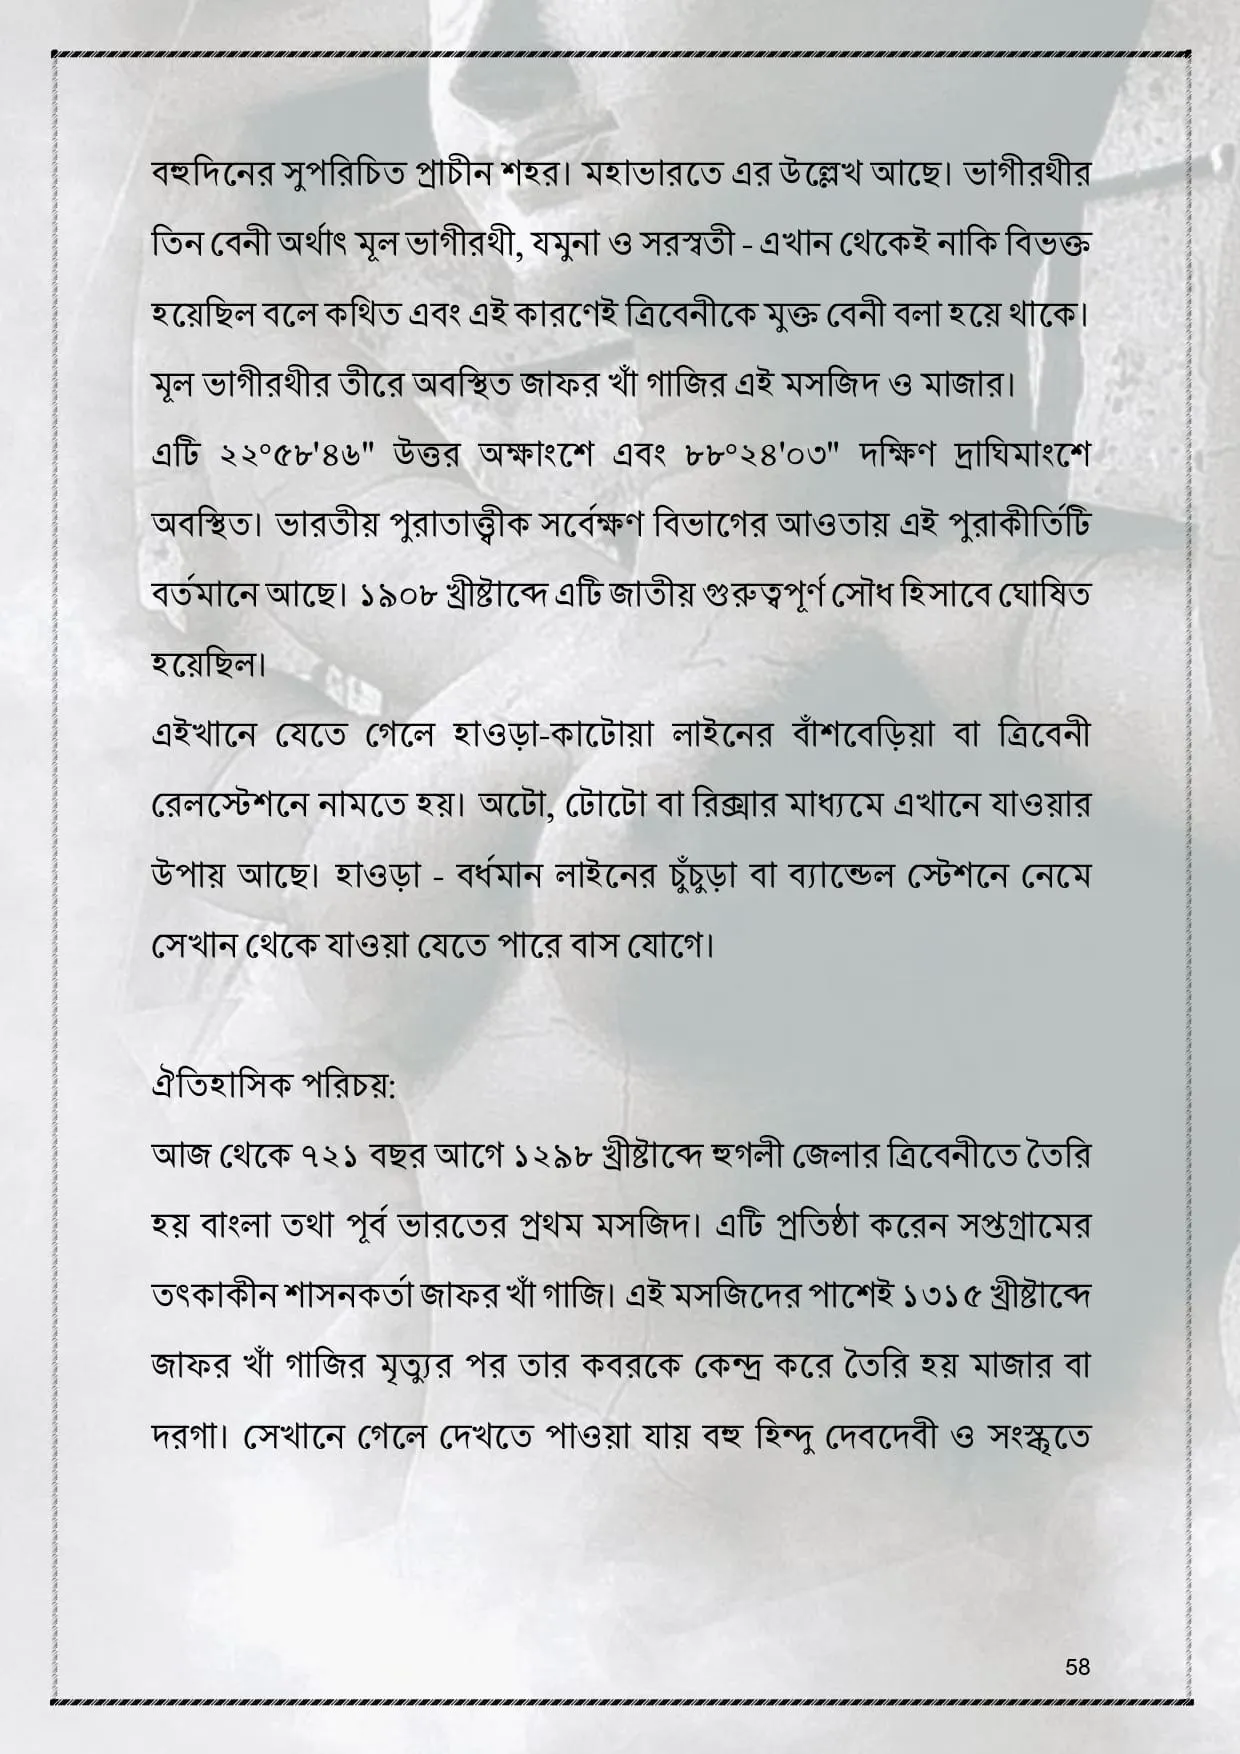 বহুদিনের সুপরিচিত প্রাচীন শহর। মহাভারতে এর উল্লেখ আছে। ভাগীরথীর
তিন বেনী অর্থাৎ মূল ভাগীরথী, যমুনা ও সরস্বতী - এখান থেকেই নাকি বিভক্ত
হয়েছিল বলে কথিত এবং এই কারণেই ত্রিবেনীকে মুক্ত বেনী বলা হয়ে থাকে।
মূল ভাগীরথীর তীরে অবস্থিত জাফর খাঁ গাজির এই মসজিদ ও মাজার।
এটি ২২°৫৮'৪৬" উত্তর অক্ষাংশে এবং ৮৮°২৪'০৩" দক্ষিণ দ্রাঘিমাংশে
অবস্থিত। ভারতীয় পুরাতাত্ত্বীক সর্বেক্ষণ বিভাগের আওতায় এই পুরাকীর্তিটি
বর্তমানে আছে। ১৯০৮ খ্রীষ্টাব্দে এটি জাতীয় গুরুত্বপূর্ণ সৌধ হিসাবে ঘোষিত
হয়েছিল।
এইখানে যেতে গেলে হাওড়া-কাটোয়া লাইনের বাঁশবেড়িয়া বা ত্রিবেনী
রেলস্টেশনে নামতে হয়। অটো, টোটো বা রিক্সার মাধ্যমে এখানে যাওয়ার
উপায় আছে। হাওড়া - বর্ধমান লাইনের চুঁচুড়া বা ব্যান্ডেল স্টেশনে নেমে
সেখান থেকে যাওয়া যেতে পারে বাস যোগে।
ঐতিহাসিক পরিচয়:
আজ থেকে ৭২১ বছর আগে ১২৯৮ খ্রীষ্টাব্দে হুগলী জেলার ত্রিবেনীতে তৈরি
হয় বাংলা তথা পূর্ব ভারতের প্রথম মসজিদ। এটি প্রতিষ্ঠা করেন সপ্তগ্রামের
তৎকাকীন শাসনকর্তা জাফর খাঁ গাজি। এই মসজিদের পাশেই ১৩১৫ খ্রীষ্টাব্দে
জাফর খাঁ গাজির মৃত্যুর পর তার কবরকে কেন্দ্র করে তৈরি হয় মাজার বা
দরগা। সেখানে গেলে দেখতে পাওয়া যায় বহু হিন্দু দেবদেবী ও সংস্কৃতে
58